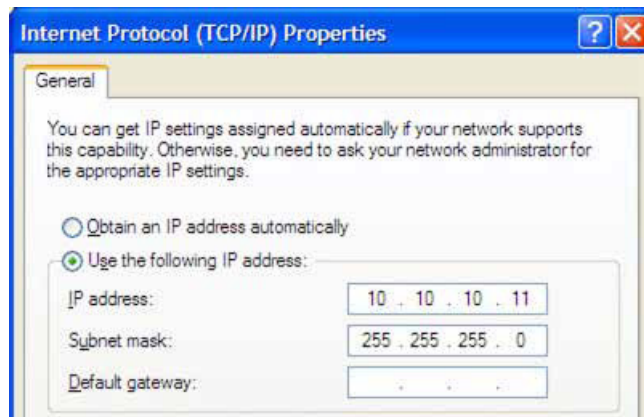 Internet Protocol (TCP/IP) Properties
General
You can get IP settings assigned automatically if your network supports
this capability. Otherwise, you need to ask your network administrator for
the appropriate IP settings.
Obtain an IP address automatically
Use the following IP address:
IP address: 10 . 10 . 10 . 11
Subnet mask: 255 . 255 . 255 . 0
Default gateway: . . .